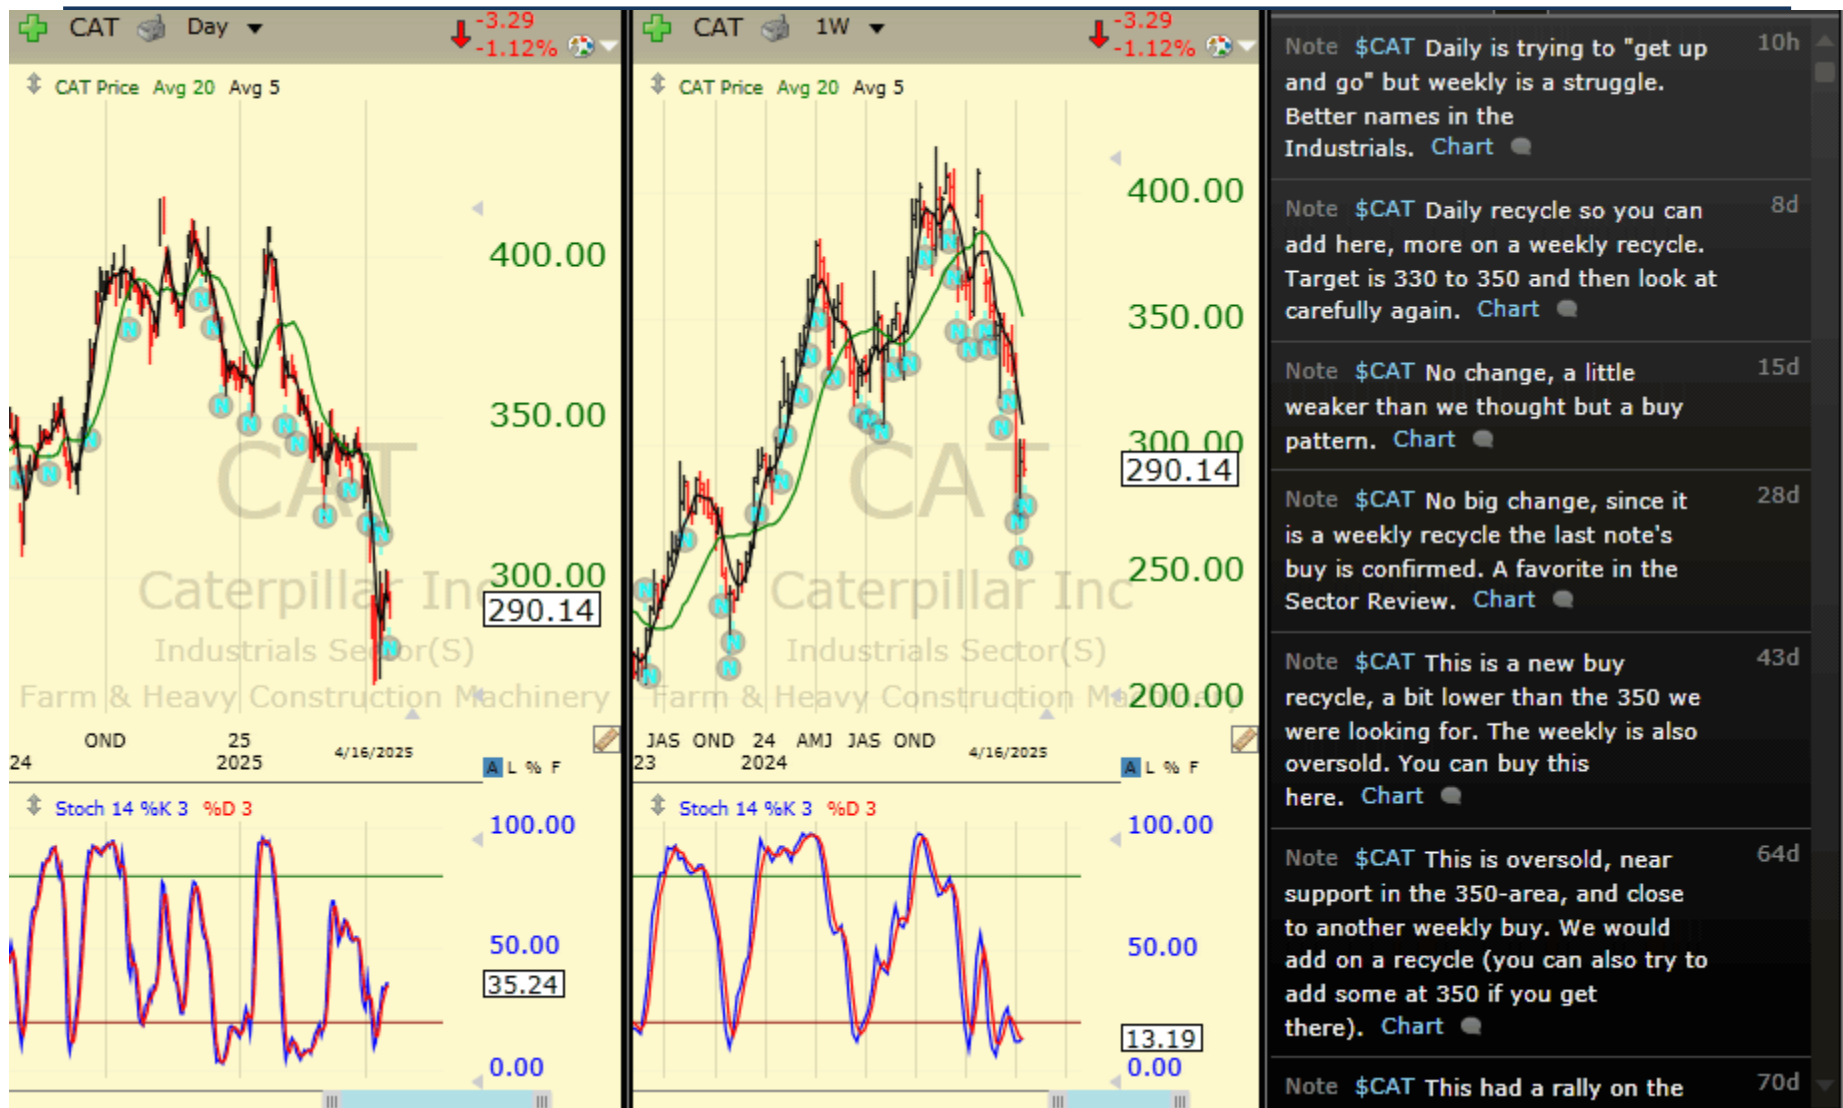 CAT Day -3.29
-1.12%
CAT Price Avg 20 Avg 5
400.00
350.00
300.00
290.14
CAT
Caterpillar Inc
Industrials Sector(S)
Farm & Heavy Construction Machinery
OND 25 4/16/2025
24 2025
A L % F
Stoch 14 %K 3 %D 3
100.00
50.00
35.24
0.00
CAT 1W -3.29
-1.12%
CAT Price Avg 20 Avg 5
400.00
350.00
300.00
290.14
250.00
200.00
CAT
Caterpillar Inc
Industrials Sector(S)
Farm & Heavy Construction Machinery
JAS OND 24 AMJ JAS OND 4/16/2025
23 2024
A L % F
Stoch 14 %K 3 %D 3
100.00
50.00
13.19
0.00
Note $CAT Daily is trying to "get up 10h
and go" but weekly is a struggle.
Better names in the
Industrials. Chart
Note $CAT Daily recycle so you can 8d
add here, more on a weekly recycle.
Target is 330 to 350 and then look at
carefully again. Chart
Note $CAT No change, a little 15d
weaker than we thought but a buy
pattern. Chart
Note $CAT No big change, since it 28d
is a weekly recycle the last note's
buy is confirmed. A favorite in the
Sector Review. Chart
Note $CAT This is a new buy 43d
recycle, a bit lower than the 350 we
were looking for. The weekly is also
oversold. You can buy this
here. Chart
Note $CAT This is oversold, near 64d
support in the 350-area, and close
to another weekly buy. We would
add on a recycle (you can also try to
add some at 350 if you get
there). Chart
Note $CAT This had a rally on the 70d